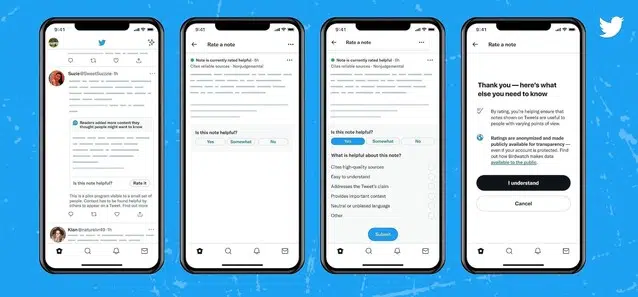 9:41
Suzie @SweetSuzzie · 1h
Readers added more context they
thought people might want to know
Is this note helpful?
Rate it
This is a pilot program visible to a small set of
people. Context has to be found helpful by
others to appear on a Tweet. Find out more
Kian @naturelvr40 · 5h
9:41
Rate a note
Note is currently rated helpful · 6h
Cites reliable sources · Nonjudgemental
Is this note helpful?
Yes
Somewhat
No
9:41
Rate a note
Note is currently rated helpful · 6h
Cites reliable sources · Nonjudgemental
Is this note helpful?
Yes
Somewhat
No
What is helpful about this note?
Cites high-quality sources
Easy to understand
Addresses the Tweet's claim
Provides important context
Neutral or unbiased language
Other
Submit
9:41
Rate a note
Thank you — here's what
else you need to know
By rating, you're helping ensure that
notes shown on Tweets are useful to
people with varying points of view.
Ratings are anonymized and made
publicly available for transparency —
even if your account is protected. Find
out how Birdwatch makes data
available to the public.
I understand
Cancel